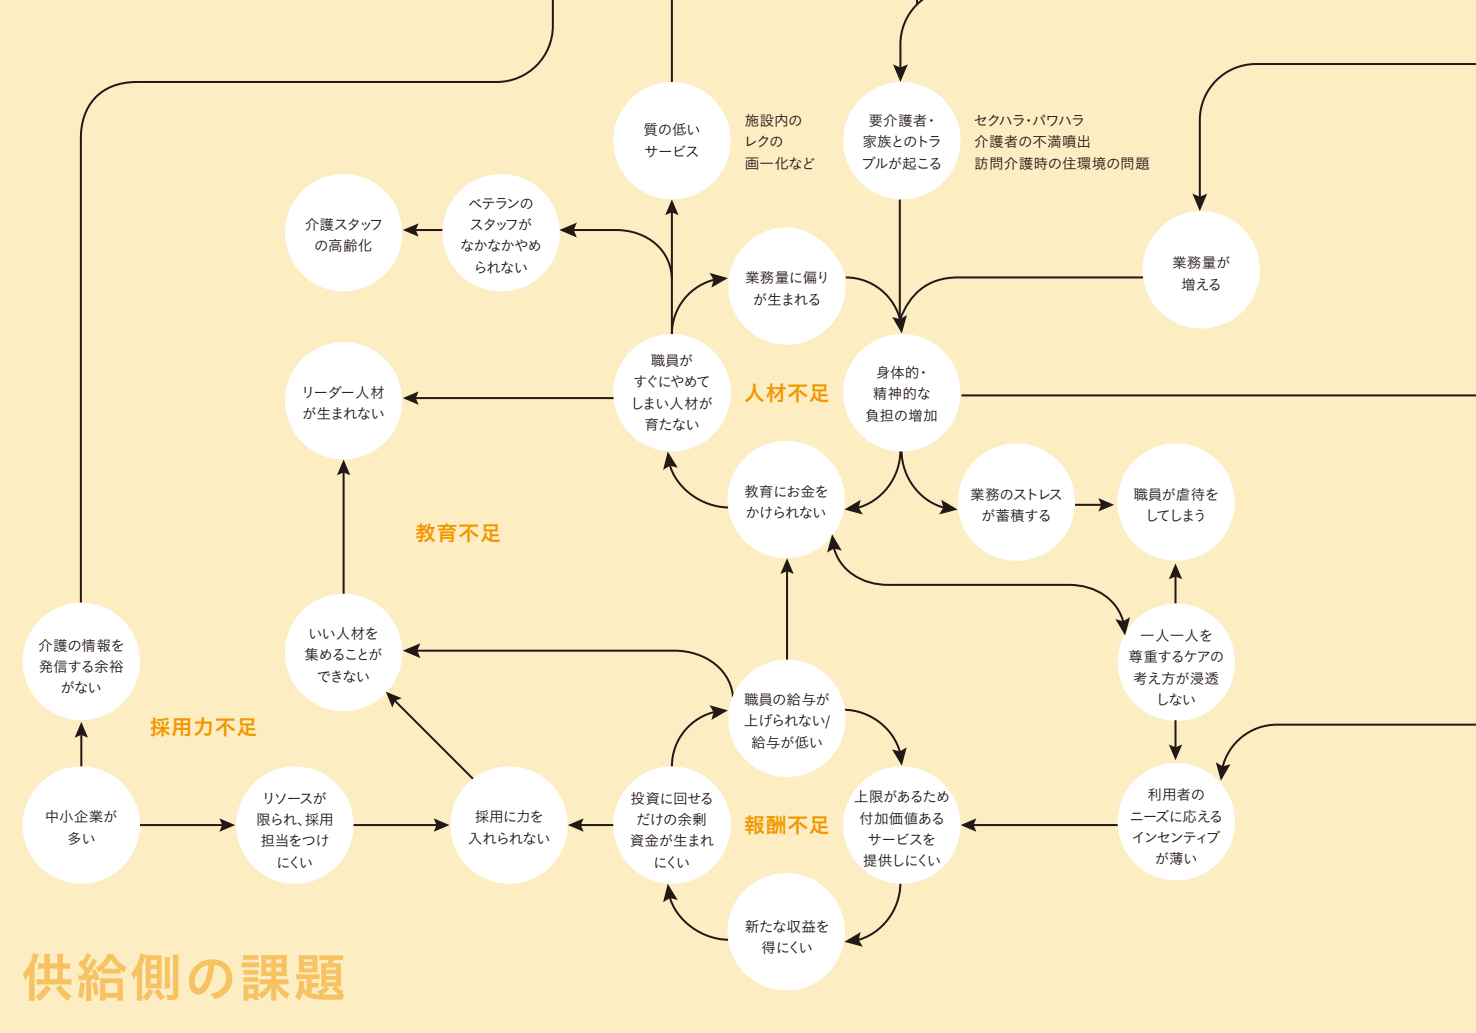 質の低い
サービス
施設内の
レクの
画一化など
要介護者・
家族とのトラ
ブルが起こる
セクハラ・パワハラ
介護者の不満噴出
訪問介護時の住環境の問題
介護スタッフ
の高齢化
ベテランの
スタッフが
なかなかやめ
られない
業務量に偏り
が生まれる
業務量が
増える
リーダー人材
が生まれない
職員が
すぐにやめて
しまい人材が
育たない
人材不足
身体的・
精神的な
負担の増加
教育にお金を
かけられない
業務のストレス
が蓄積する
職員が虐待を
してしまう
教育不足
介護の情報を
発信する余裕
がない
いい人材を
集めることが
できない
一人一人を
尊重するケアの
考え方が浸透
しない
採用力不足
職員の給与が
上げられない/
給与が低い
中小企業が
多い
リソースが
限られ、採用
担当をつけ
にくい
採用に力を
入れられない
投資に回せる
だけの余剰
資金が生まれ
にくい
報酬不足
上限があるため
付加価値ある
サービスを
提供しにくい
利用者の
ニーズに応える
インセンティブ
が薄い
新たな収益を
得にくい
供給側の課題